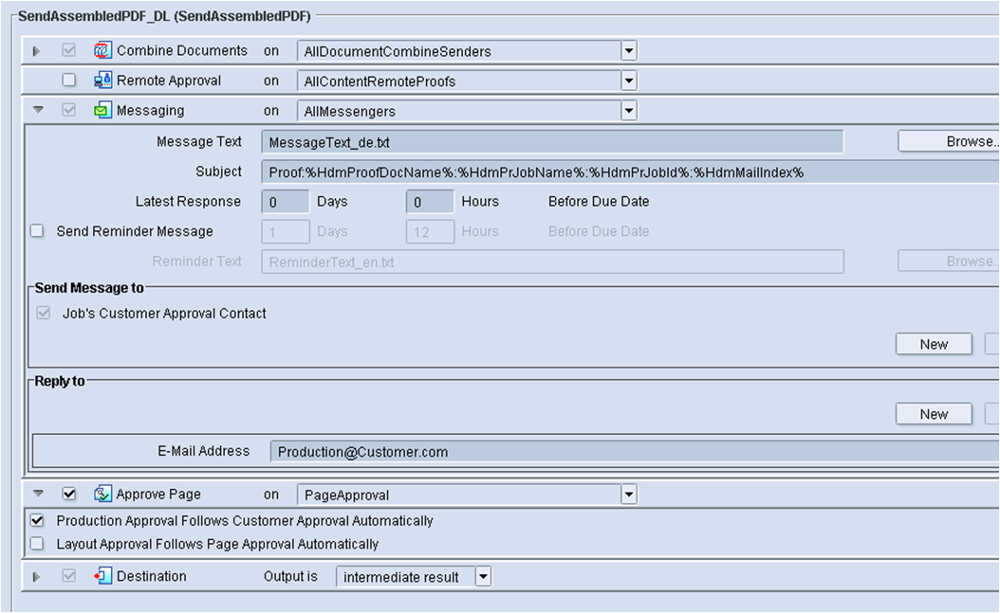 SendAssembledPDF_DL (SendAssembledPDF)
Combine Documents on AllDocumentCombineSenders
Remote Approval on AllContentRemoteProofs
Messaging on AllMessengers
Message Text MessageText_de.txt Browse..
Subject Proof:%HdmProofDocName%:%HdmPrJobName%:%HdmPrJobId%:%HdmMailIndex%
Latest Response 0 Days 0 Hours Before Due Date
Send Reminder Message 1 Days 12 Hours Before Due Date
Reminder Text ReminderText_en.txt Browse..
Send Message to
Job's Customer Approval Contact
New
Reply to
New
E-Mail Address Production@Customer.com
Approve Page on PageApproval
Production Approval Follows Customer Approval Automatically
Layout Approval Follows Page Approval Automatically
Destination Output is intermediate result